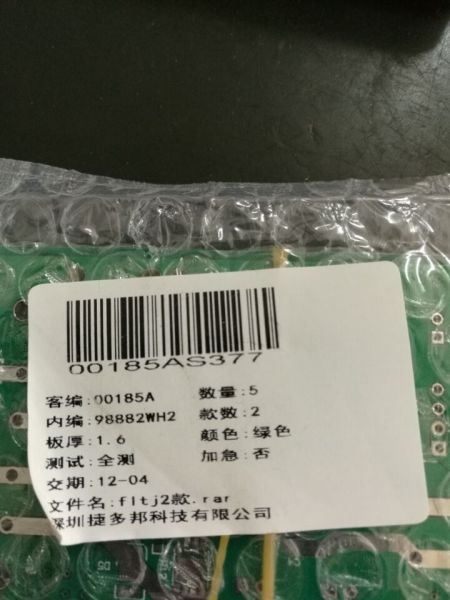 00185AS377
客编:00185A 数量:5
内编:98882WH2 款数:2
板厚:1.6 颜色:绿色
测试:全测 加急:否
交期:12-04
文件名:fltj2款.rar
深圳捷多邦科技有限公司
D5